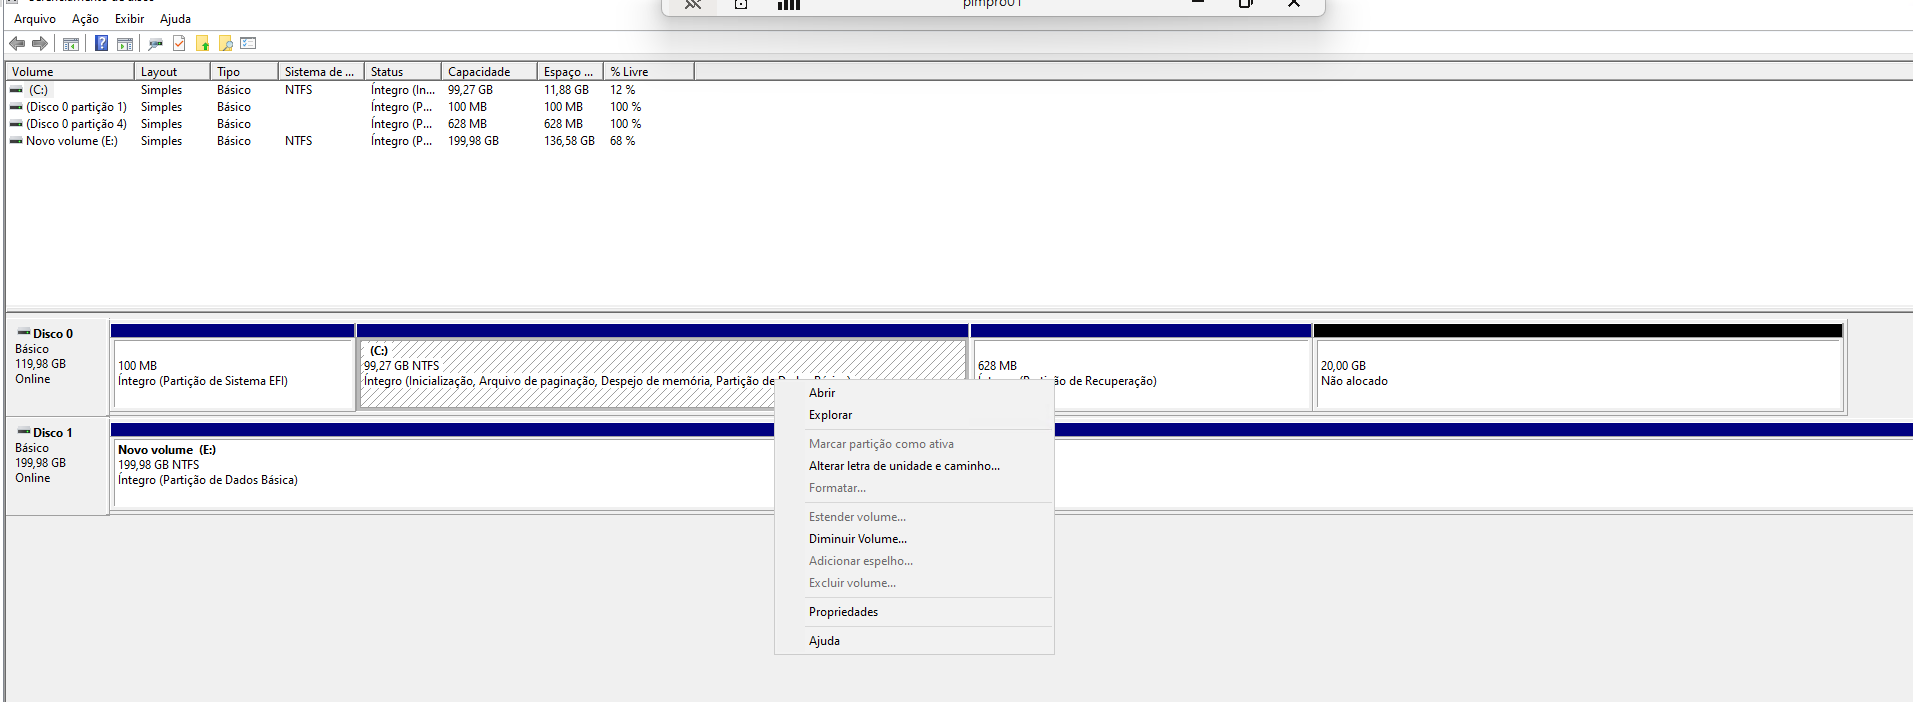 Gerenciamento de disco
pimpro01
Arquivo Ação Exibir Ajuda
Volume Layout Tipo Sistema de ... Status Capacidade Espaço ... % Livre
(C:) Simples Básico NTFS Íntegro (In... 99,27 GB 11,88 GB 12 %
(Disco 0 partição 1) Simples Básico Íntegro (P... 100 MB 100 MB 100 %
(Disco 0 partição 4) Simples Básico Íntegro (P... 628 MB 628 MB 100 %
Novo volume (E:) Simples Básico NTFS Íntegro (P... 199,98 GB 136,58 GB 68 %
Disco 0
Básico
119,98 GB
Online
100 MB
Íntegro (Partição de Sistema EFI)
(C:)
99,27 GB NTFS
Íntegro (Inicialização, Arquivo de paginação, Despejo de memória, Partição de
628 MB
de Recuperação)
20,00 GB
Não alocado
Disco 1
Básico
199,98 GB
Online
Novo volume (E:)
199,98 GB NTFS
Íntegro (Partição de Dados Básica)
Abrir
Explorar
Marcar partição como ativa
Alterar letra de unidade e caminho...
Formatar...
Estender volume...
Diminuir Volume...
Adicionar espelho...
Excluir volume...
Propriedades
Ajuda